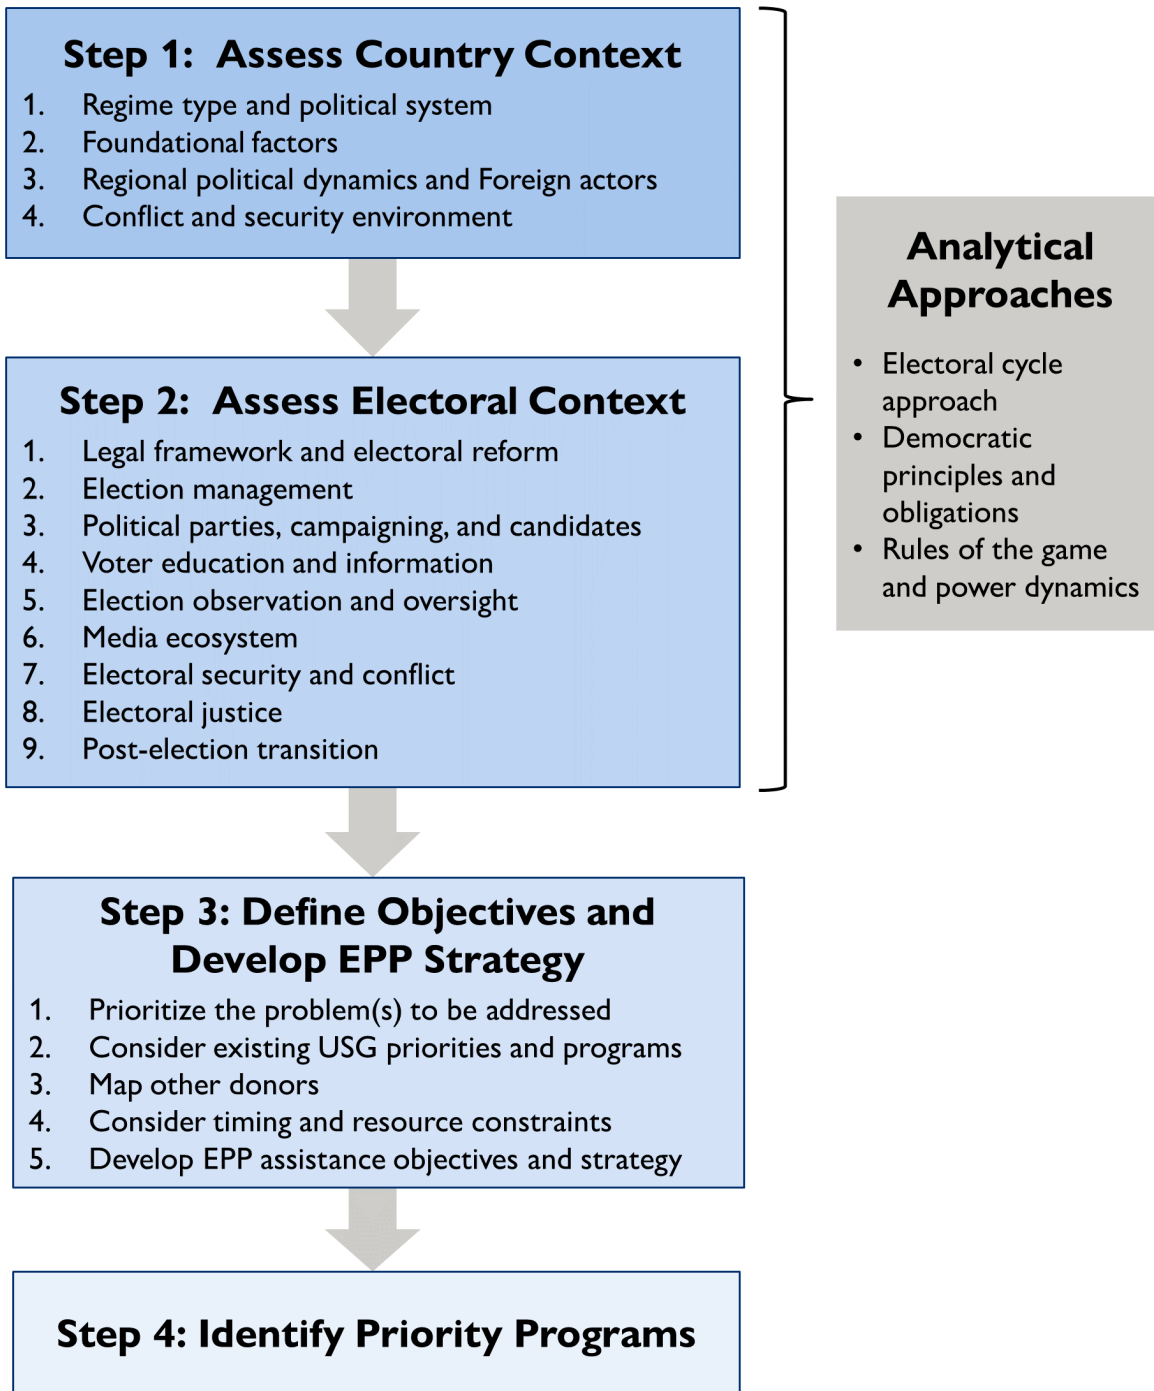 Step 1: Assess Country Context
1. Regime type and political system
2. Foundational factors
3. Regional political dynamics and Foreign actors
4. Conflict and security environment
Step 2: Assess Electoral Context
1. Legal framework and electoral reform
2. Election management
3. Political parties, campaigning, and candidates
4. Voter education and information
5. Election observation and oversight
6. Media ecosystem
7. Electoral security and conflict
8. Electoral justice
9. Post-election transition
Analytical
Approaches
• Electoral cycle
approach
• Democratic
principles and
obligations
• Rules of the game
and power dynamics
Step 3: Define Objectives and
Develop EPP Strategy
1. Prioritize the problem(s) to be addressed
2. Consider existing USG priorities and programs
3. Map other donors
4. Consider timing and resource constraints
5. Develop EPP assistance objectives and strategy
Step 4: Identify Priority Programs